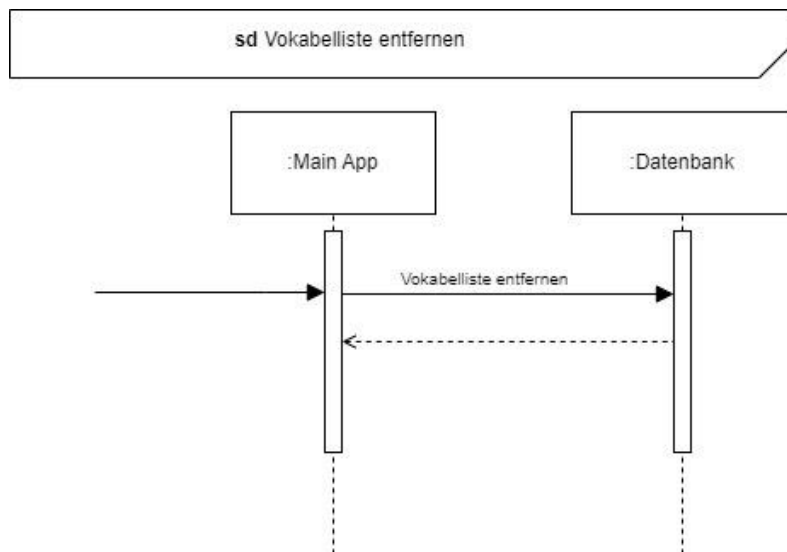 sd Vokabelliste entfernen
:Main App
:Datenbank
Vokabelliste entfernen